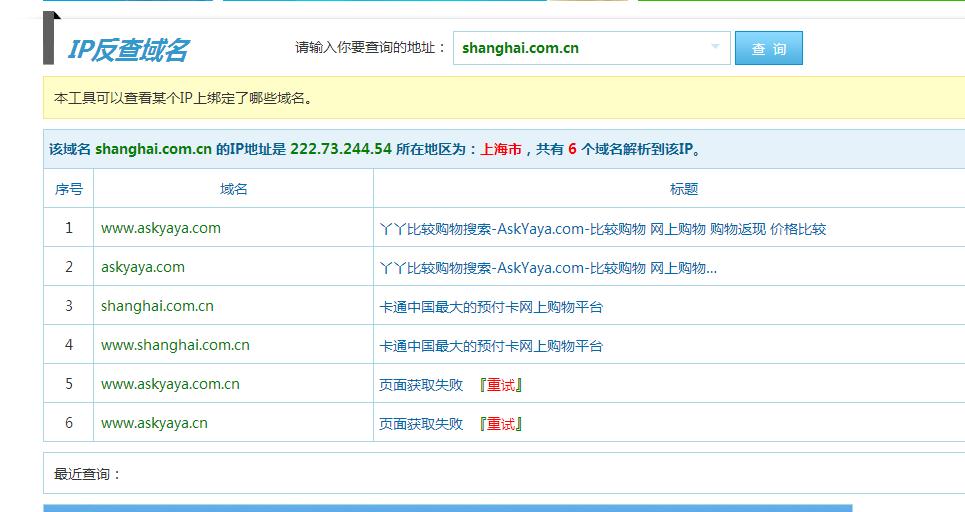 IP反查域名
请输入你要查询的地址： shanghai.com.cn 查 询
本工具可以查看某个IP上绑定了哪些域名。
该域名 shanghai.com.cn 的IP地址是 222.73.244.54 所在地区为：上海市，共有 6 个域名解析到该IP。
序号 域名 标题
1 www.askyaya.com 丫丫比较购物搜索-AskYaya.com-比较购物 网上购物 购物返现 价格比较
2 askyaya.com 丫丫比较购物搜索-AskYaya.com-比较购物 网上购物...
3 shanghai.com.cn 卡通中国最大的预付卡网上购物平台
4 www.shanghai.com.cn 卡通中国最大的预付卡网上购物平台
5 www.askyaya.com.cn 页面获取失败 『重试』
6 www.askyaya.cn 页面获取失败 『重试』
最近查询：